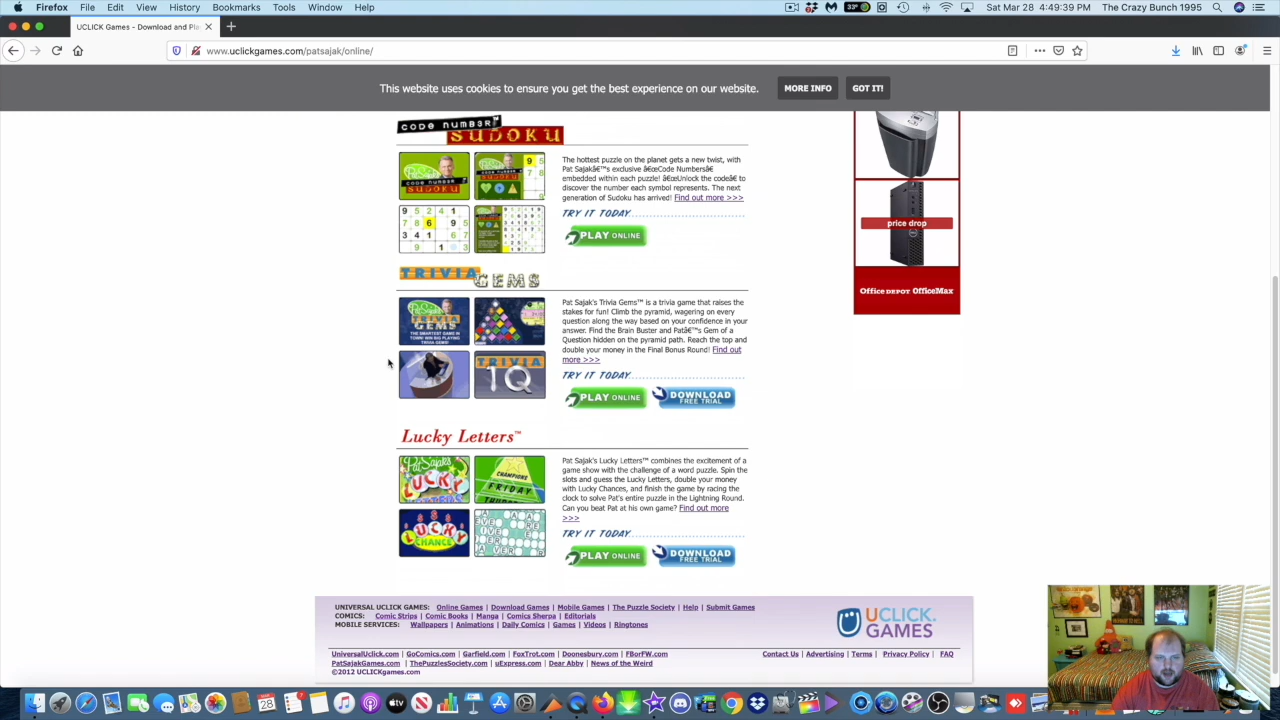 Firefox File Edit View History Bookmarks Tools Window Help
Sat Mar 28 4:49:39 PM The Crazy Bunch 1995
UCLICK Games - Download and Pla
www.uclickgames.com/patsajak/online/
This website uses cookies to ensure you get the best experience on our website. MORE INFO GOT IT!
CODE NUMB3R
SUDOKU
The hottest puzzle on the planet gets a new twist, with
Pat Sajakâ€™s exclusive â€œCode Numbersâ€
embedded within each puzzle! â€œUnlock the codeâ€ to
discover the number each symbol represents. The next
generation of Sudoku has arrived! Find out more >>>
TRY IT TODAY
PLAY ONLINE
price drop
Office DEPOT OfficeMax
TRIVIA GEMS
Pat Sajak's Trivia Gems™ is a trivia game that raises the
stakes for fun! Climb the pyramid, wagering on every
question along the way based on your confidence in your
answer. Find the Brain Buster and Patâ€™s Gem of a
Question hidden on the pyramid path. Reach the top and
double your money in the Final Bonus Round! Find out
more >>>
TRIVIA
IQ
TRY IT TODAY
PLAY ONLINE DOWNLOAD FREE TRIAL
Lucky Letters™
Pat Sajak's Lucky Letters™ combines the excitement of a
game show with the challenge of a word puzzle. Spin the
slots and guess the Lucky Letters, double your money
with Lucky Chances, and finish the game by racing the
clock to solve Pat's entire puzzle in the Lightning Round.
Can you beat Pat at his own game? Find out more
>>>
LUCKY
CHANCE
TRY IT TODAY
PLAY ONLINE DOWNLOAD FREE TRIAL
UNIVERSAL UCLICK GAMES: Online Games | Download Games | Mobile Games | The Puzzle Society | Help | Submit Games
COMICS: Comic Strips | Comic Books | Manga | Comics Sherpa | Editorials
MOBILE SERVICES: Wallpapers | Animations | Daily Comics | Games | Videos | Ringtones
UCLICK GAMES
UniversalUclick.com | GoComics.com | Garfield.com | FoxTrot.com | Doonesbury.com | FBorFW.com
Contact Us | Advertising | Terms | Privacy Policy | FAQ
PatSajakGames.com | ThePuzzlesSociety.com | uExpress.com | Dear Abby | News of the Weird
©2012 UCLICKgames.com